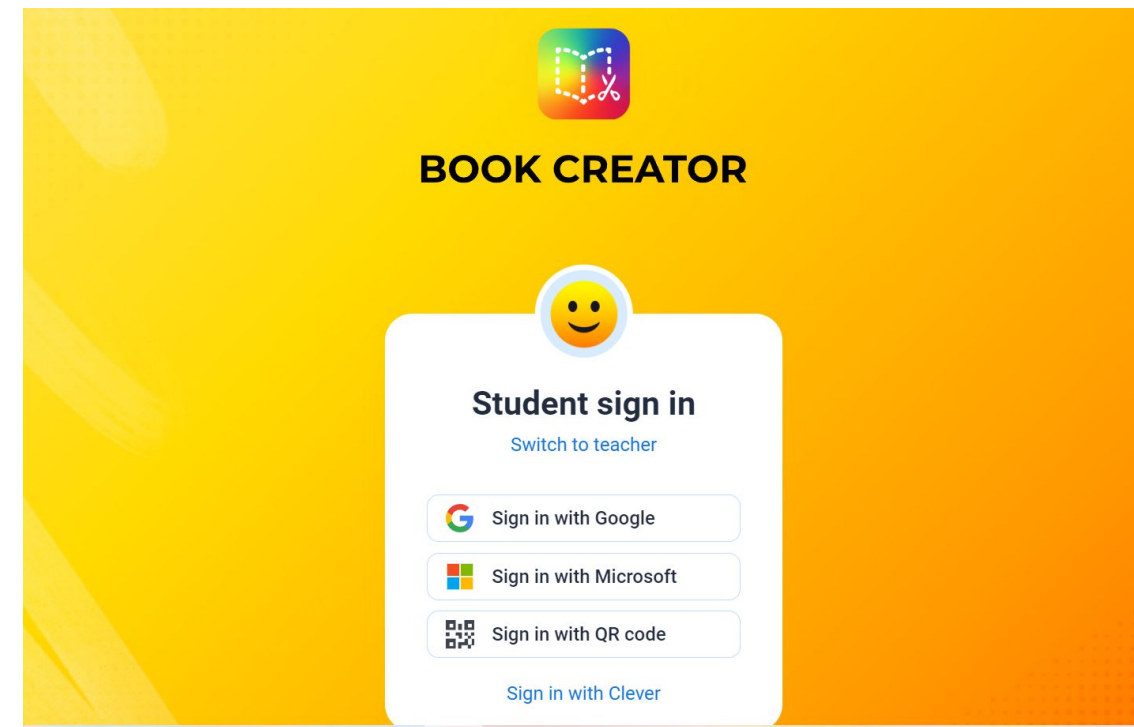 BOOK CREATOR
Student sign in
Switch to teacher
Sign in with Google
Sign in with Microsoft
Sign in with QR code
Sign in with Clever